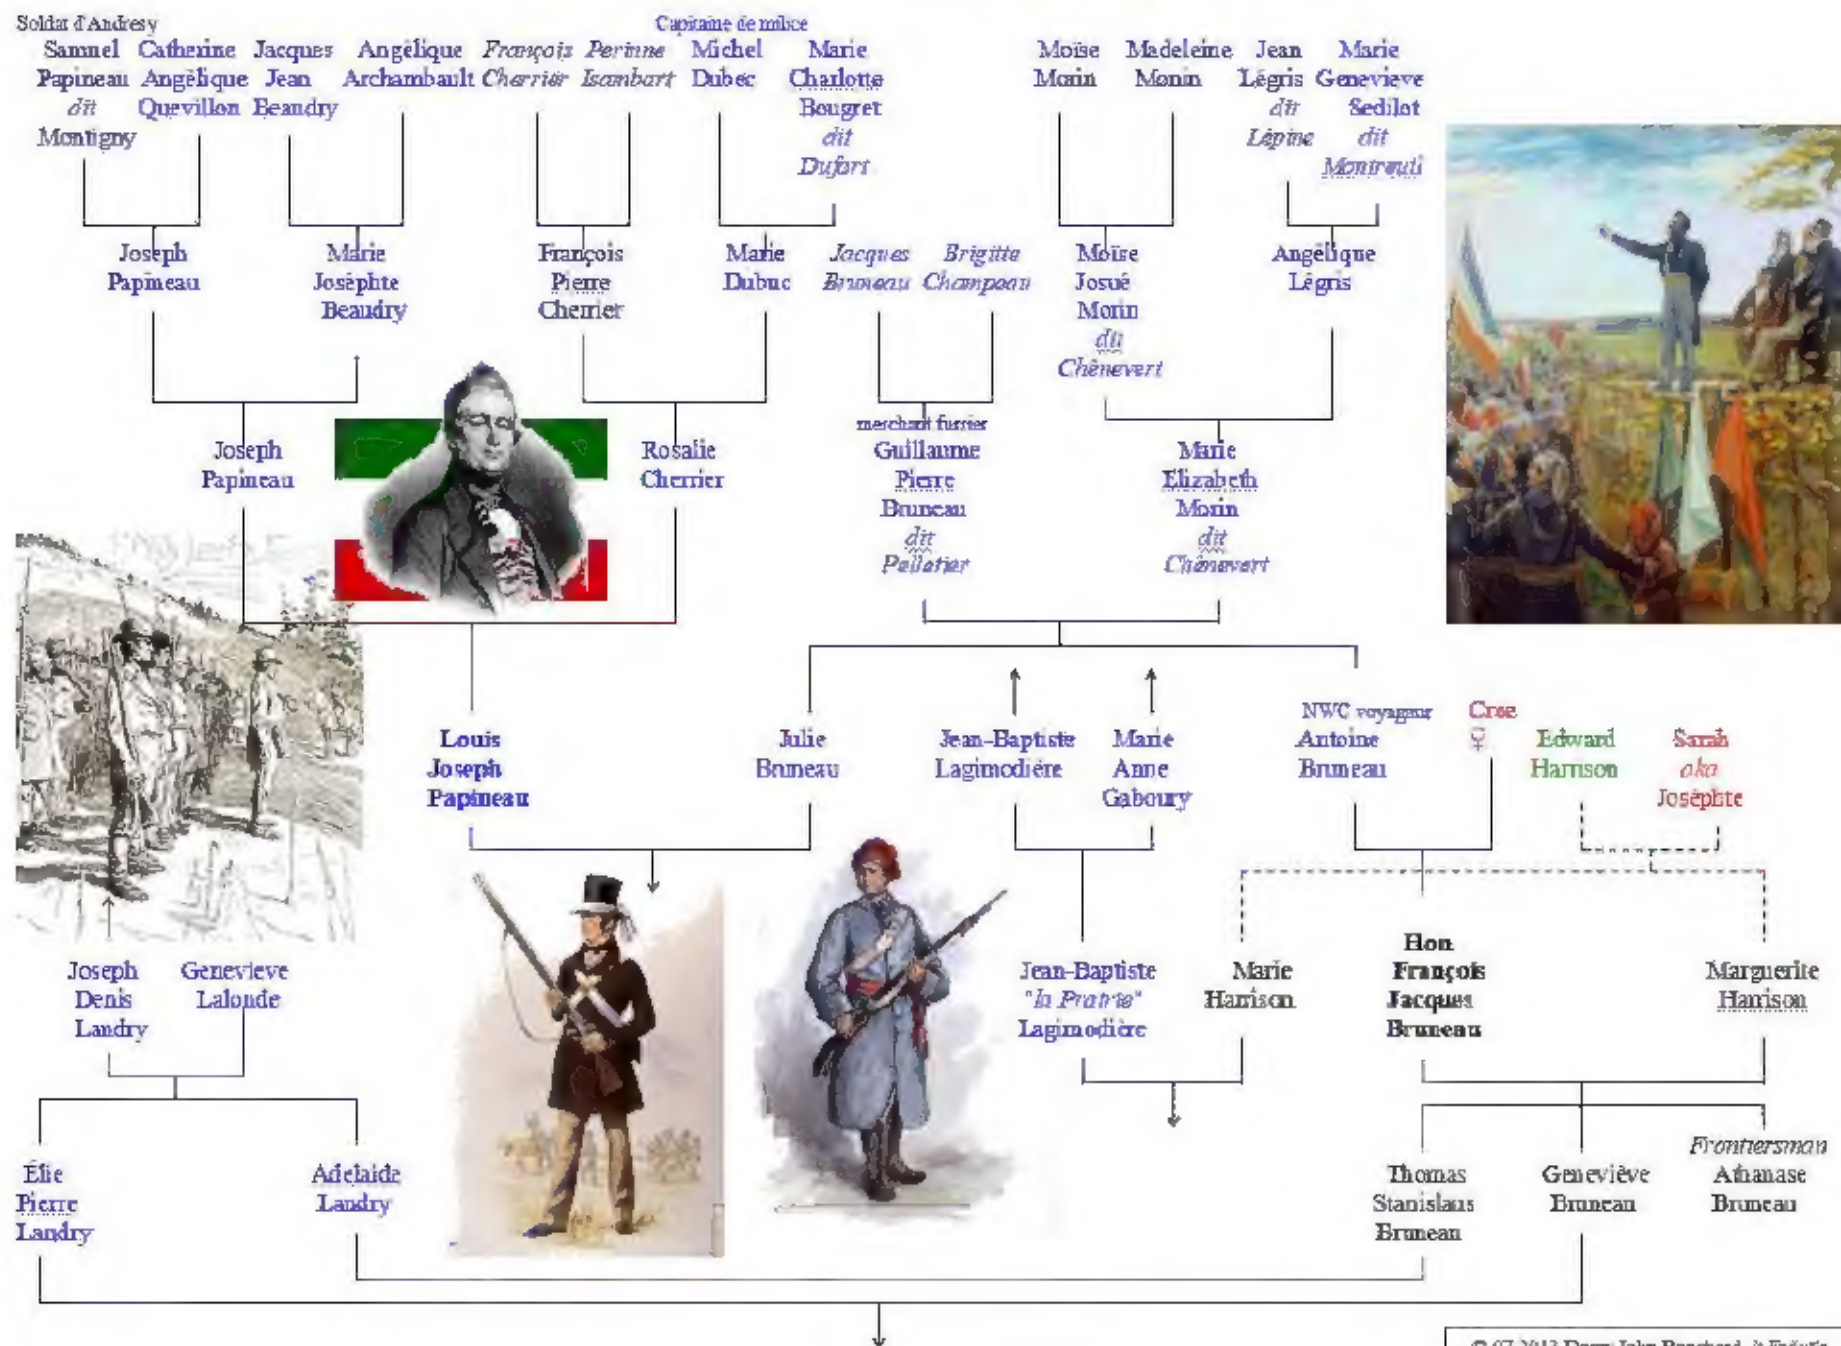 Soldat d'Andresy
Capitaine de milice
Samuel
Papineau
dit
Montigny
Catherine
Angélique
Quevillon
Jacques
Jean
Beaudry
Angélique
Archambault
François
Cherrier
Perinne
Isambart
Michel
Dubec
Marie
Charlotte
Bougret
dit
Dufort
Moïse
Morin
Madeleine
Monin
Jean
Légris
dit
Lépine
Marie
Genevieve
Sedilot
dit
Montreuil
Joseph
Papineau
Marie
Josèphte
Beaudry
François
Pierre
Cherrier
Marie
Dubuc
Jacques
Bruneau
Brigitte
Champeau
Moïse
Josué
Morin
dit
Chênevert
Angélique
Légris
Joseph
Papineau
Rosalie
Cherrier
merchant furrier
Guillaume
Pierre
Bruneau
dit
Pelletier
Marie
Elizabeth
Morin
dit
Chênevert
Louis
Joseph
Papineau
Julie
Bruneau
Jean-Baptiste
Lagimodière
Marie
Anne
Gaboury
NWC voyageur
Antoine
Bruneau
Cree
♀
Edward
Harrison
Sarah
aka
Josèphte
Joseph
Denis
Landry
Genevieve
Lalonde
Jean-Baptiste
"la Prairie"
Lagimodière
Marie
Harrison
Hon
François
Jacques
Bruneau
Marguerite
Harrison
Élie
Pierre
Landry
Adelaide
Landry
Thomas
Stanislaus
Bruneau
Geneviève
Bruneau
Frontiersman
Athanase
Bruneau